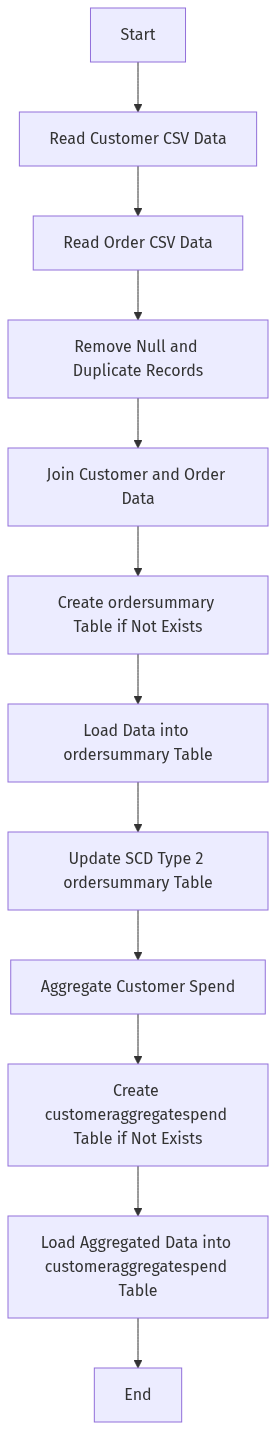 Start
Read Customer CSV Data
Read Order CSV Data
Remove Null and
Duplicate Records
Join Customer and Order
Data
Create ordersummary
Table if Not Exists
Load Data into
ordersummary Table
Update SCD Type 2
ordersummary Table
Aggregate Customer Spend
Create
customeraggregatespend
Table if Not Exists
Load Aggregated Data into
customeraggregatespend
Table
End